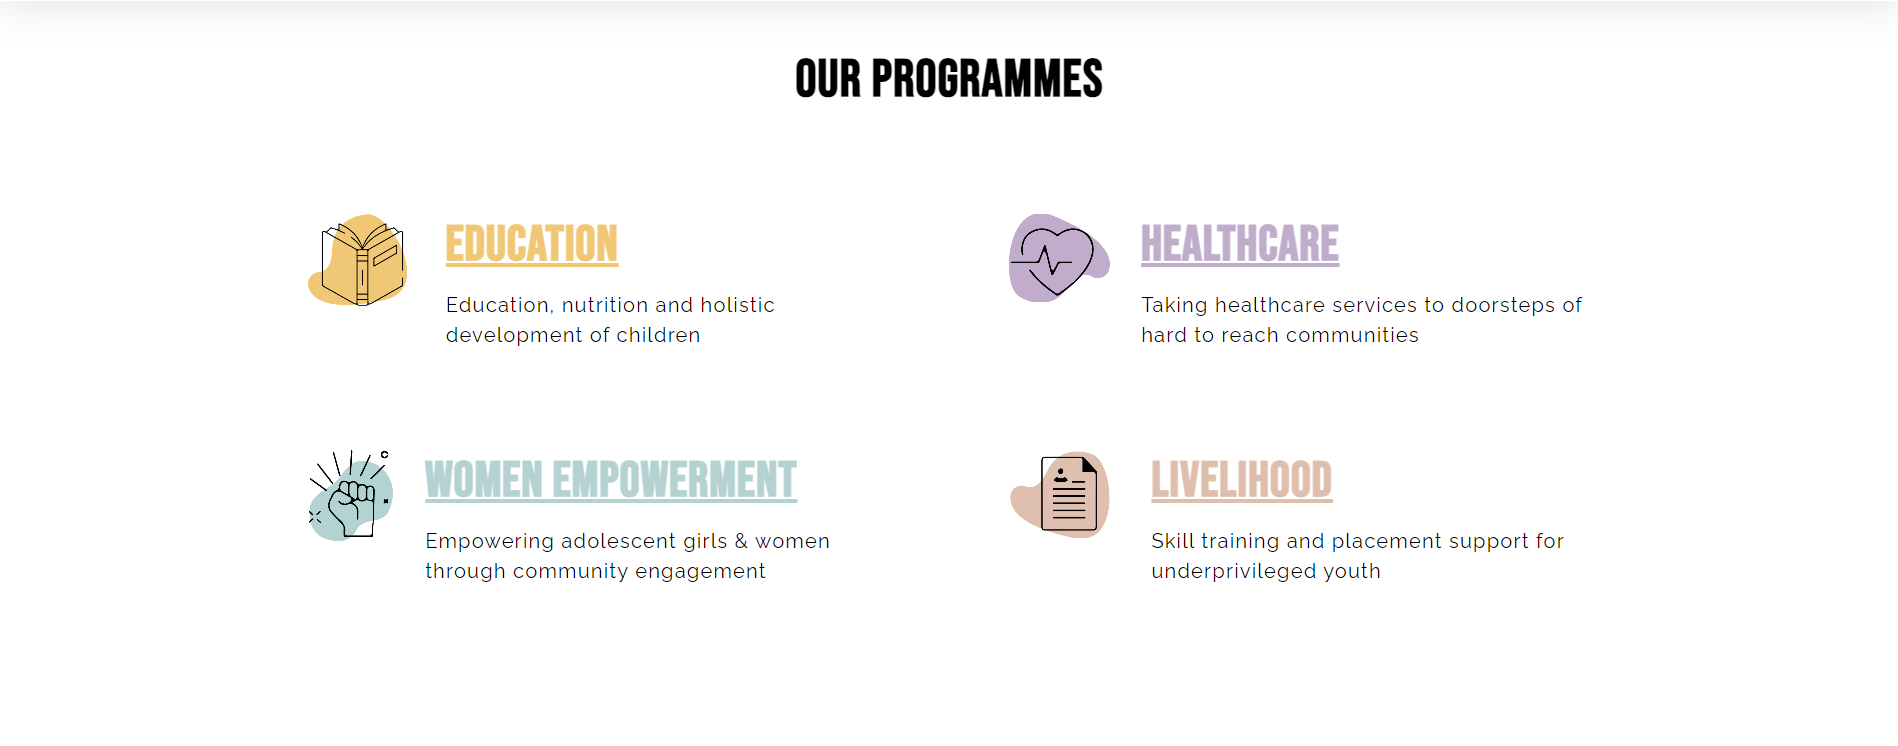 OUR PROGRAMMES
EDUCATION
Education, nutrition and holistic
development of children
HEALTHCARE
Taking healthcare services to doorsteps of
hard to reach communities
WOMEN EMPOWERMENT
Empowering adolescent girls & women
through community engagement
LIVELIHOOD
Skill training and placement support for
underprivileged youth